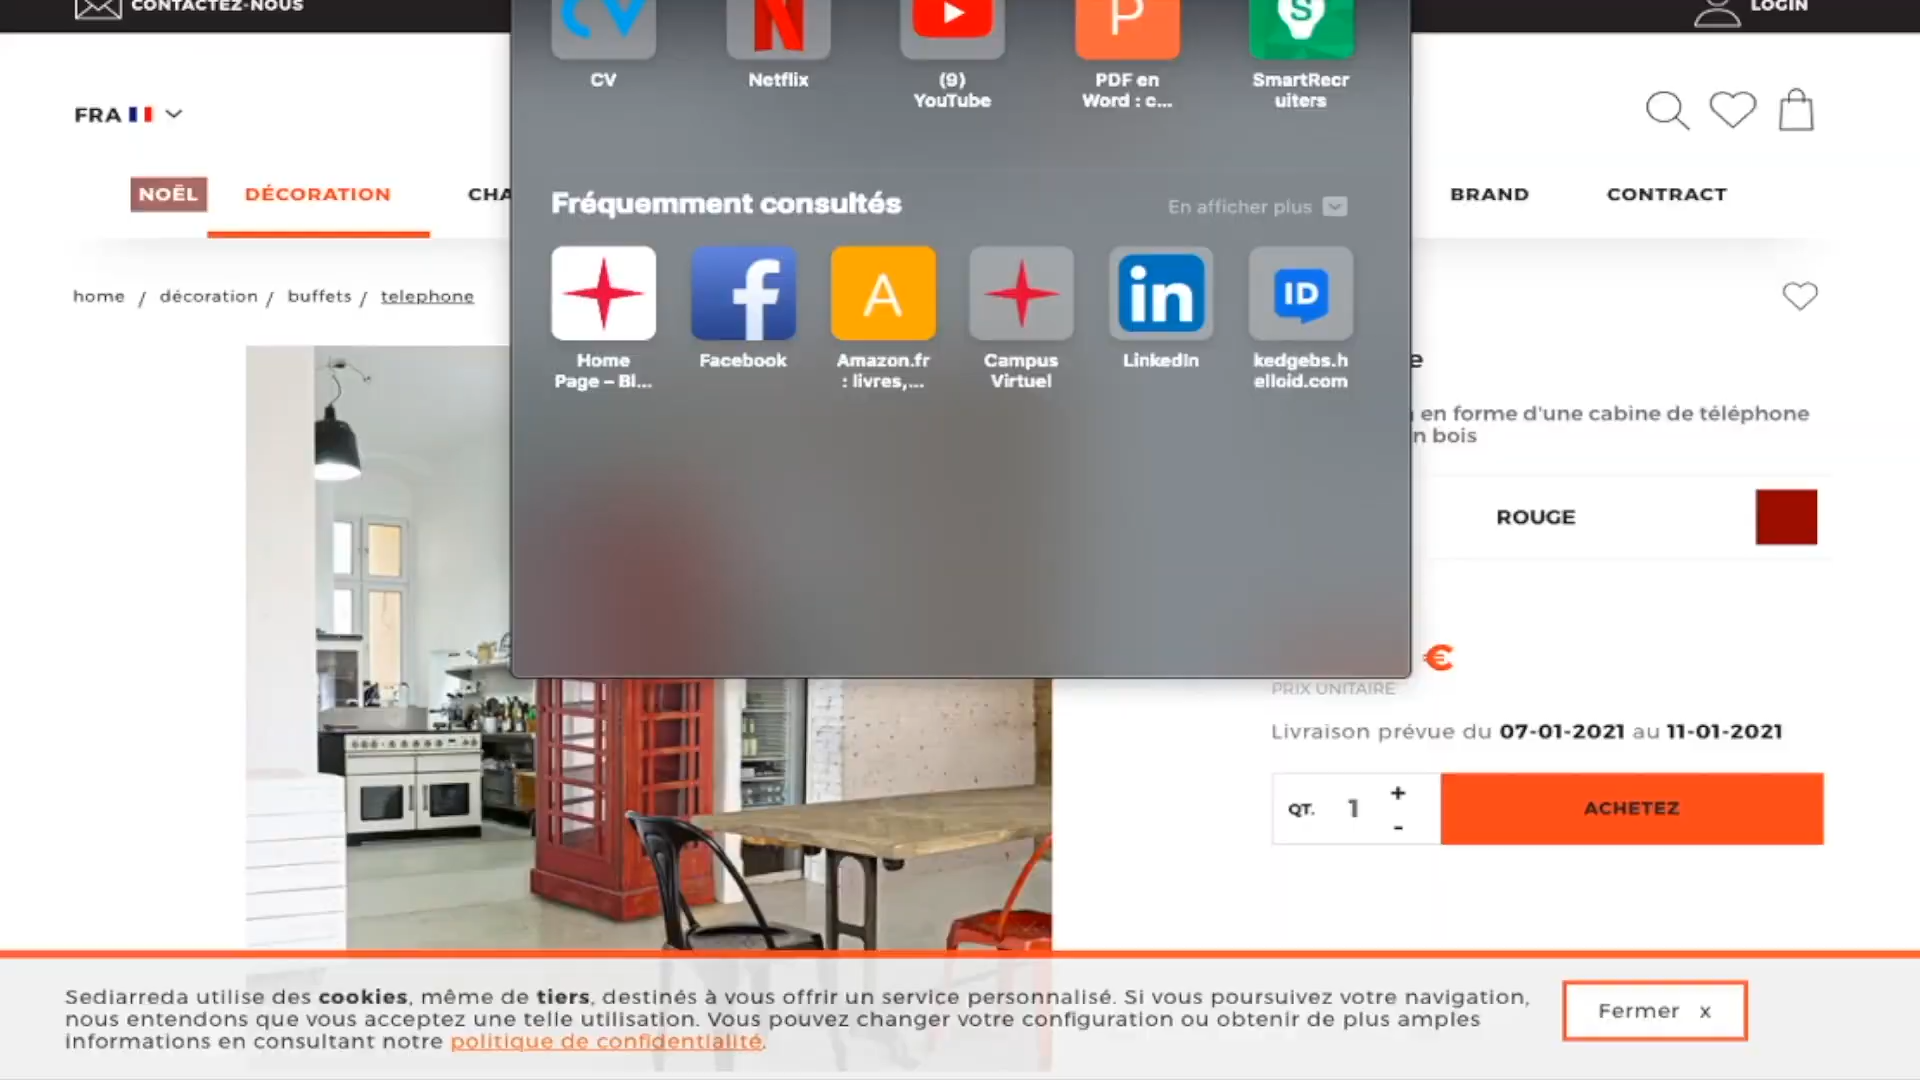 CONTACTEZ-NOUS
LOGIN
CV
Netflix
(9)
YouTube
PDF en
Word : c...
SmartRecr
uiters
FRA
NOËL
DÉCORATION
CHA
BRAND
CONTRACT
Fréquemment consultés
En afficher plus
home / décoration / buffets / telephone
Home
Page – Bl...
Facebook
A
Amazon.fr
: livres,...
Campus
Virtuel
in
LinkedIn
ID
kedgebs.h
elloid.com
e
en forme d'une cabine de téléphone
n bois
ROUGE
€
PRIX UNITAIRE
Livraison prévue du 07-01-2021 au 11-01-2021
QT. 1 + -
ACHETEZ
Sediarreda utilise des cookies, même de tiers, destinés à vous offrir un service personnalisé. Si vous poursuivez votre navigation,
nous entendons que vous acceptez une telle utilisation. Vous pouvez changer votre configuration ou obtenir de plus amples
informations en consultant notre politique de confidentialité.
Fermer x